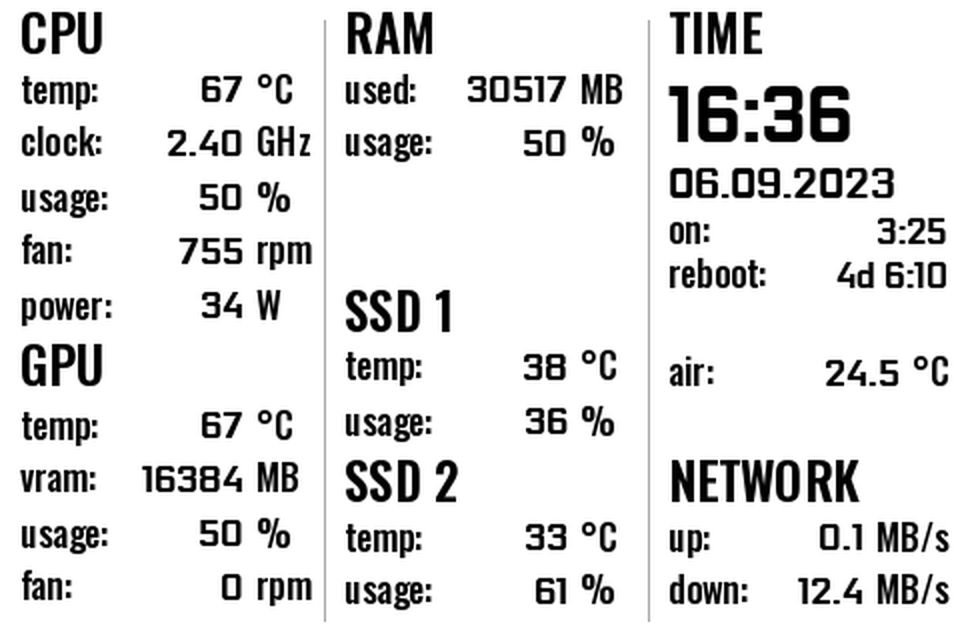 CPU
temp: 67 °C
clock: 2.40 GHz
usage: 50 %
fan: 755 rpm
power: 34 W
GPU
temp: 67 °C
vram: 16384 MB
usage: 50 %
fan: 0 rpm
RAM
used: 30517 MB
usage: 50 %
SSD 1
temp: 38 °C
usage: 36 %
SSD 2
temp: 33 °C
usage: 61 %
TIME
16:36
06.09.2023
on: 3:25
reboot: 4d 6:10
air: 24.5 °C
NETWORK
up: 0.1 MB/s
down: 12.4 MB/s